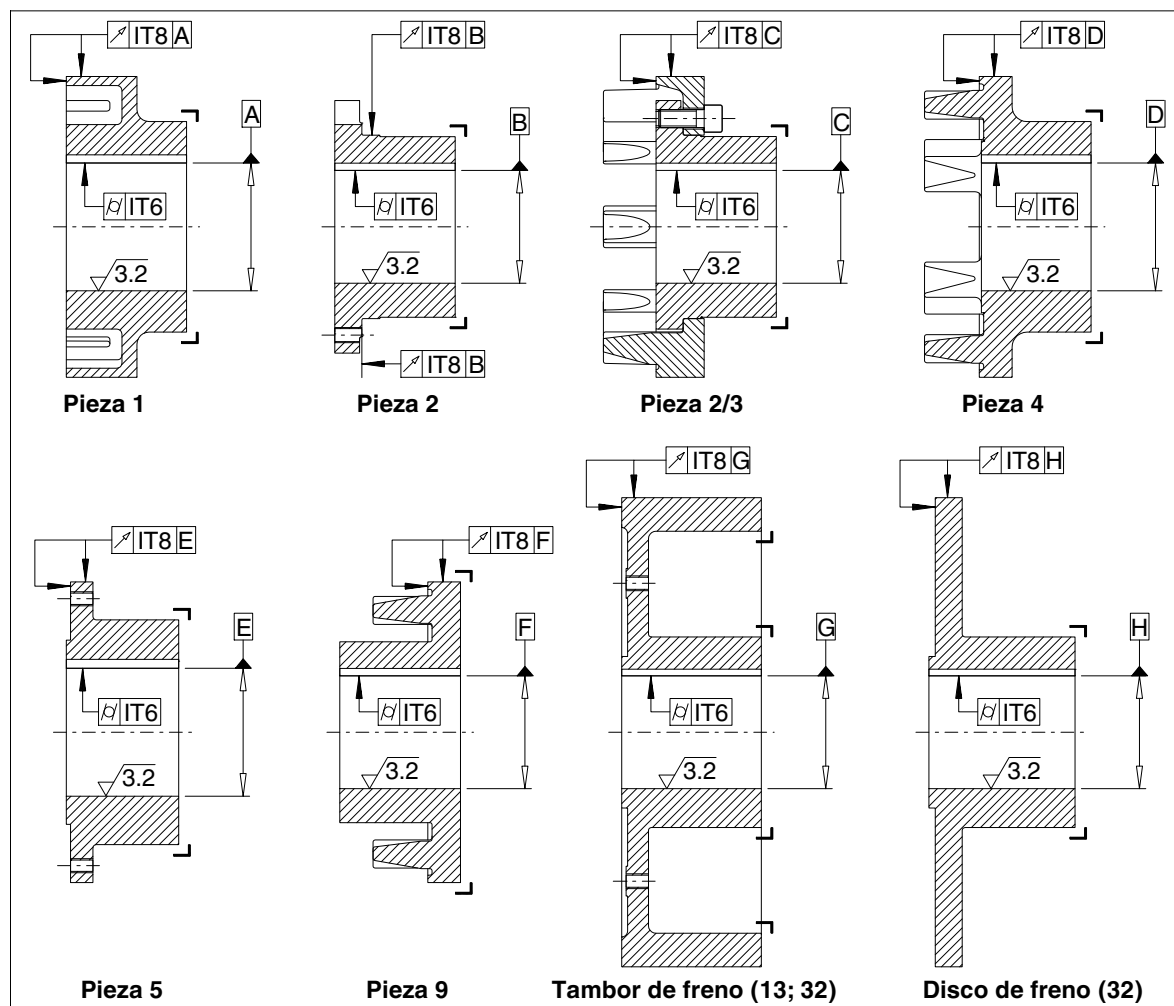 IT8 A
A
IT6
3.2
Pieza 1
IT8 B
B
IT6
3.2
IT8 B
Pieza 2
IT8 C
C
IT6
3.2
Pieza 2/3
IT8 D
D
IT6
3.2
Pieza 4
IT8 E
E
IT6
3.2
Pieza 5
IT8 F
F
IT6
3.2
Pieza 9
IT8 G
G
IT6
3.2
Tambor de freno (13; 32)
IT8 H
H
IT6
3.2
Disco de freno (32)